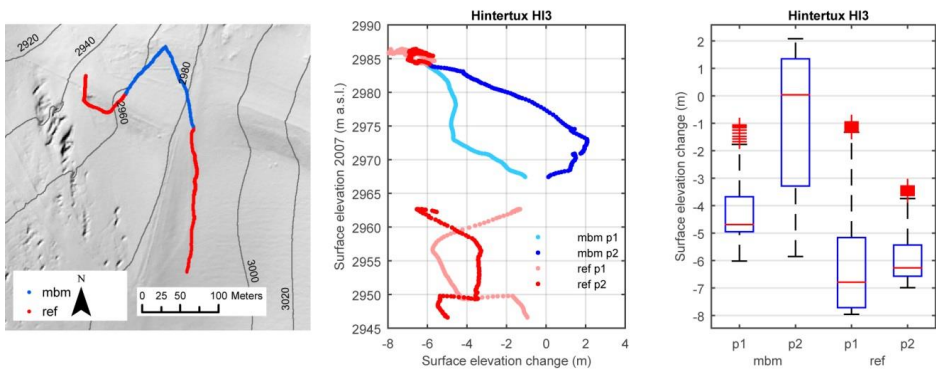 2920
2940
2980
2960
3000
3020
mbm
ref
N
0 50 100 Meters
Hintertux HI3
Surface elevation 2007 (m a.s.l.)
2990
2985
2980
2975
2970
2965
2960
2955
2950
2945
mbm p1
mbm p2
ref p1
ref p2
-8 -6 -4 -2 0 2 4
Surface elevation change (m)
Hintertux HI3
Surface elevation change (m)
2
1
0
-1
-2
-3
-4
-5
-6
-7
-8
p1 p2 p1 p2
mbm ref